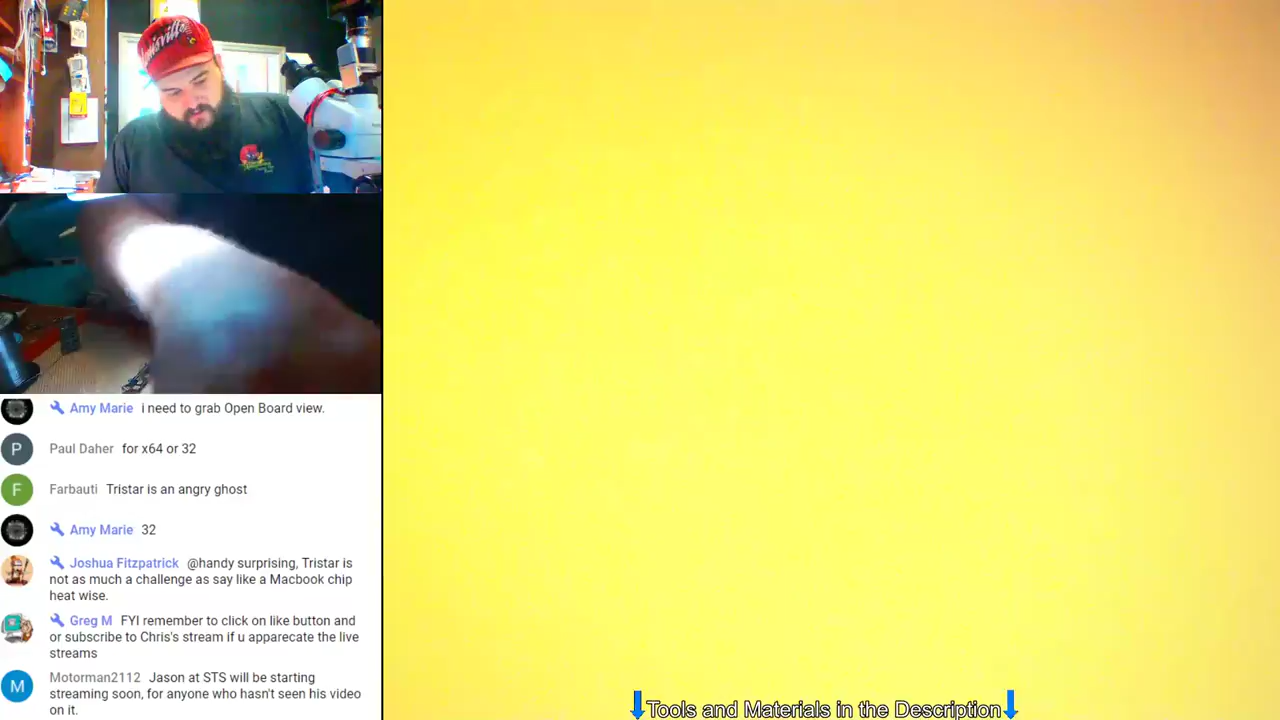 Louisville
Amy Marie i need to grab Open Board view.
P Paul Daher for x64 or 32
F Farbauti Tristar is an angry ghost
Amy Marie 32
Joshua Fitzpatrick @handy surprising, Tristar is
not as much a challenge as say like a Macbook chip
heat wise.
Greg M FYI remember to click on like button and
or subscribe to Chris's stream if u apparecate the live
streams
M Motorman2112 Jason at STS will be starting
streaming soon, for anyone who hasn't seen his video
on it.
Tools and Materials in the Description